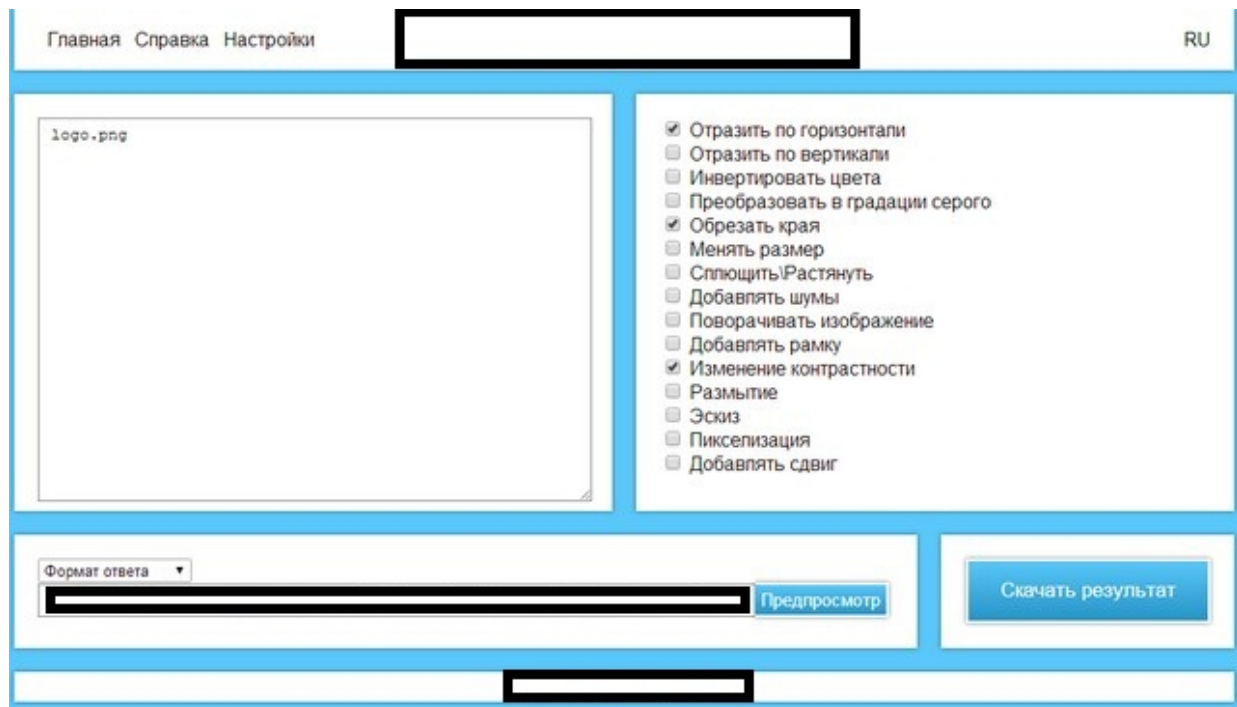 Главная Справка Настройки
RU
logo.png
Отразить по горизонтали
Отразить по вертикали
Инвертировать цвета
Преобразовать в градации серого
Обрезать края
Менять размер
Сплющить\Растянуть
Добавлять шумы
Поворачивать изображение
Добавлять рамку
Изменение контрастности
Размытие
Эскиз
Пикселизация
Добавлять сдвиг
Формат ответа
Предпросмотр
Скачать результат